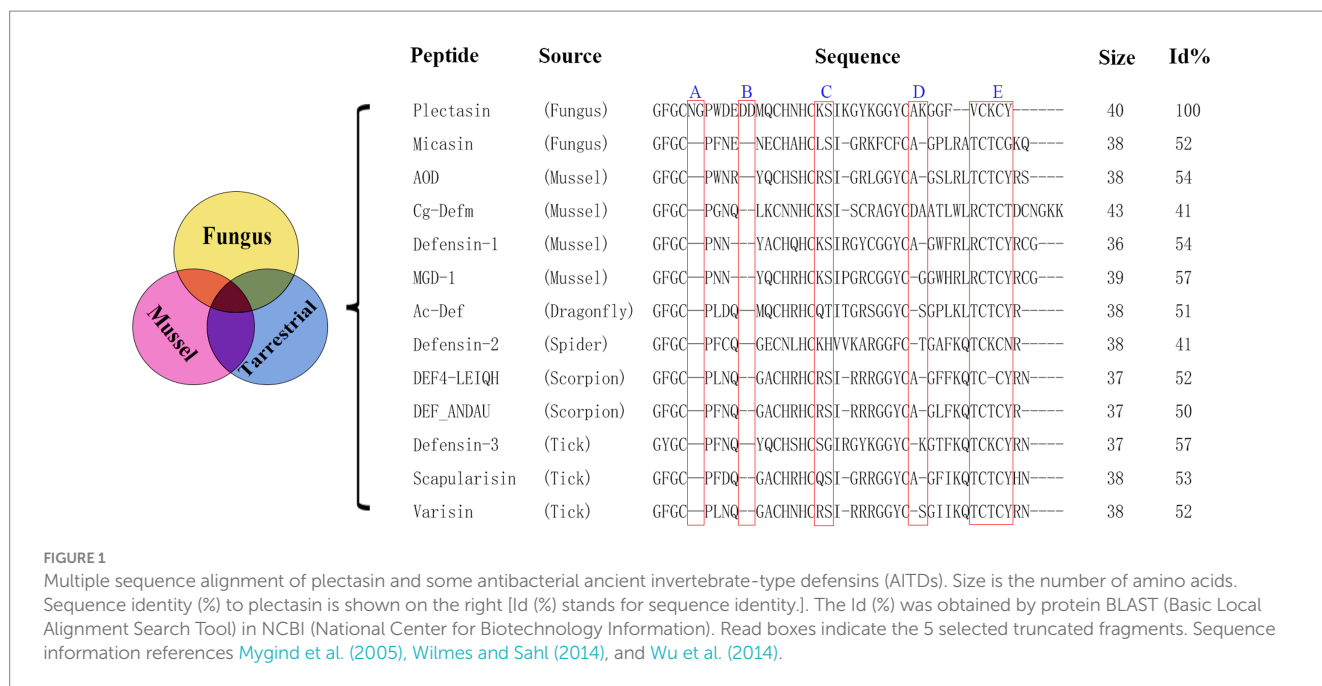 Peptide Source Sequence Size Id%
A B C D E
Plectasin (Fungus) GFGCNGPWDEDDMQCHNHCKSIKGYKGGYCAKGGF--VCKCY------ 40 100
Micasin (Fungus) GFGC—PFNE—NECHAHCLSI-GRKFCFCA-GPLRATCTCGKQ---- 38 52
AOD (Mussel) GFGC—PWNR—YQCHSHCRSI-GRLGGYCA-GSLRLTCTCYRS---- 38 54
Cg-Defm (Mussel) GFGC—PGNQ--LKCNNHCKSI-SCRAGYCDAATLWLRCTCTDCNGKK 43 41
Defensin-1 (Mussel) GFGC—PNN---YACHQHCKSIRGYCGGYCA-GWFRLRCTCYRCG--- 36 54
MGD-1 (Mussel) GFGC—PNN---YQCHRHCKSIPGRCGGYC-GGWHRLRCTCYRCG--- 39 57
Ac-Def (Dragonfly) GFGC—PLDQ--MQCHRHCQTITGRSGGYC-SGPLKLTCTCYR----- 38 51
Defensin-2 (Spider) GFGC—PFCQ--GECNLHCKHVVKARGGFC-TGAFKQTCKCNR----- 38 41
DEF4-LEIQH (Scorpion) GFGC—PLNQ--GACHRHCRSI-RRRGGYCA-GFFKQTC-CYRN---- 37 52
DEF_ANDAU (Scorpion) GFGC—PFNQ--GACHRHCRSI-RRRGGYCA-GLFKQTCTCYR----- 37 50
Defensin-3 (Tick) GYGC—PFNQ--YQCHSHCSGIRGYKGGYC-KGTFKQTCKCYRN---- 37 57
Scapularisin (Tick) GFGC—PFDQ--GACHRHCQSI-GRRGGYCA-GFIKQTCTCYHN---- 38 53
Varisin (Tick) GFGC—PLNQ--GACHNHCRSI-RRRGGYC-SGIIKQTCTCYRN---- 38 52
Fungus
Mussel
Tarrestrial
FIGURE 1
Multiple sequence alignment of plectasin and some antibacterial ancient invertebrate-type defensins (AITDs). Size is the number of amino acids.
Sequence identity (%) to plectasin is shown on the right [Id (%) stands for sequence identity.]. The Id (%) was obtained by protein BLAST (Basic Local
Alignment Search Tool) in NCBI (National Center for Biotechnology Information). Read boxes indicate the 5 selected truncated fragments. Sequence
information references Mygind et al. (2005), Wilmes and Sahl (2014), and Wu et al. (2014).